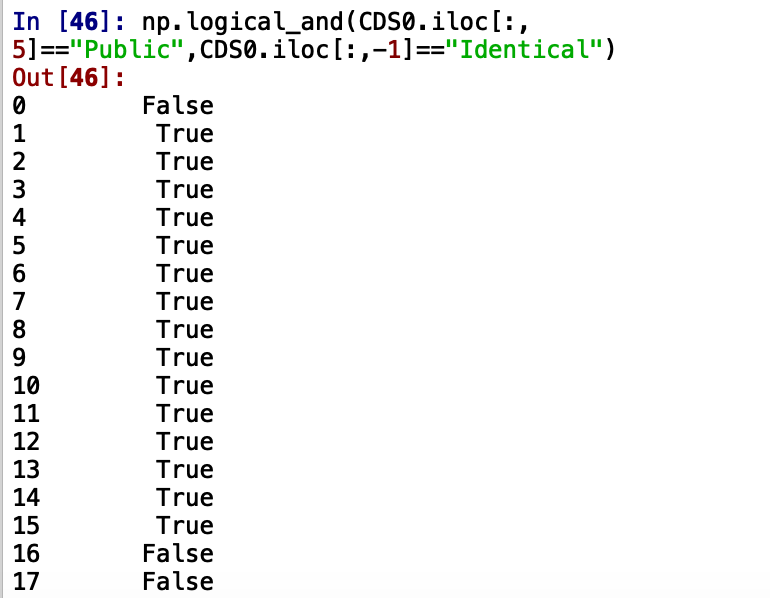 In [46]: np.logical_and(CDS0.iloc[:,
5]=="Public",CDS0.iloc[:,-1]=="Identical")
Out[46]:
0 False
1 True
2 True
3 True
4 True
5 True
6 True
7 True
8 True
9 True
10 True
11 True
12 True
13 True
14 True
15 True
16 False
17 False